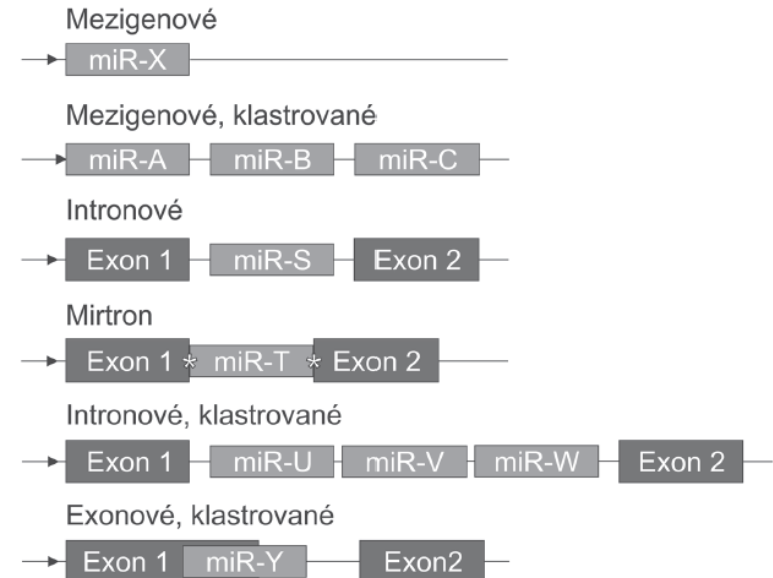 Mezigenové
miR-X
Mezigenové, klastrované
miR-A miR-B miR-C
Intronové
Exon 1 miR-S Exon 2
Mirtron
Exon 1 * miR-T * Exon 2
Intronové, klastrované
Exon 1 miR-U miR-V miR-W Exon 2
Exonové, klastrované
Exon 1 miR-Y Exon2